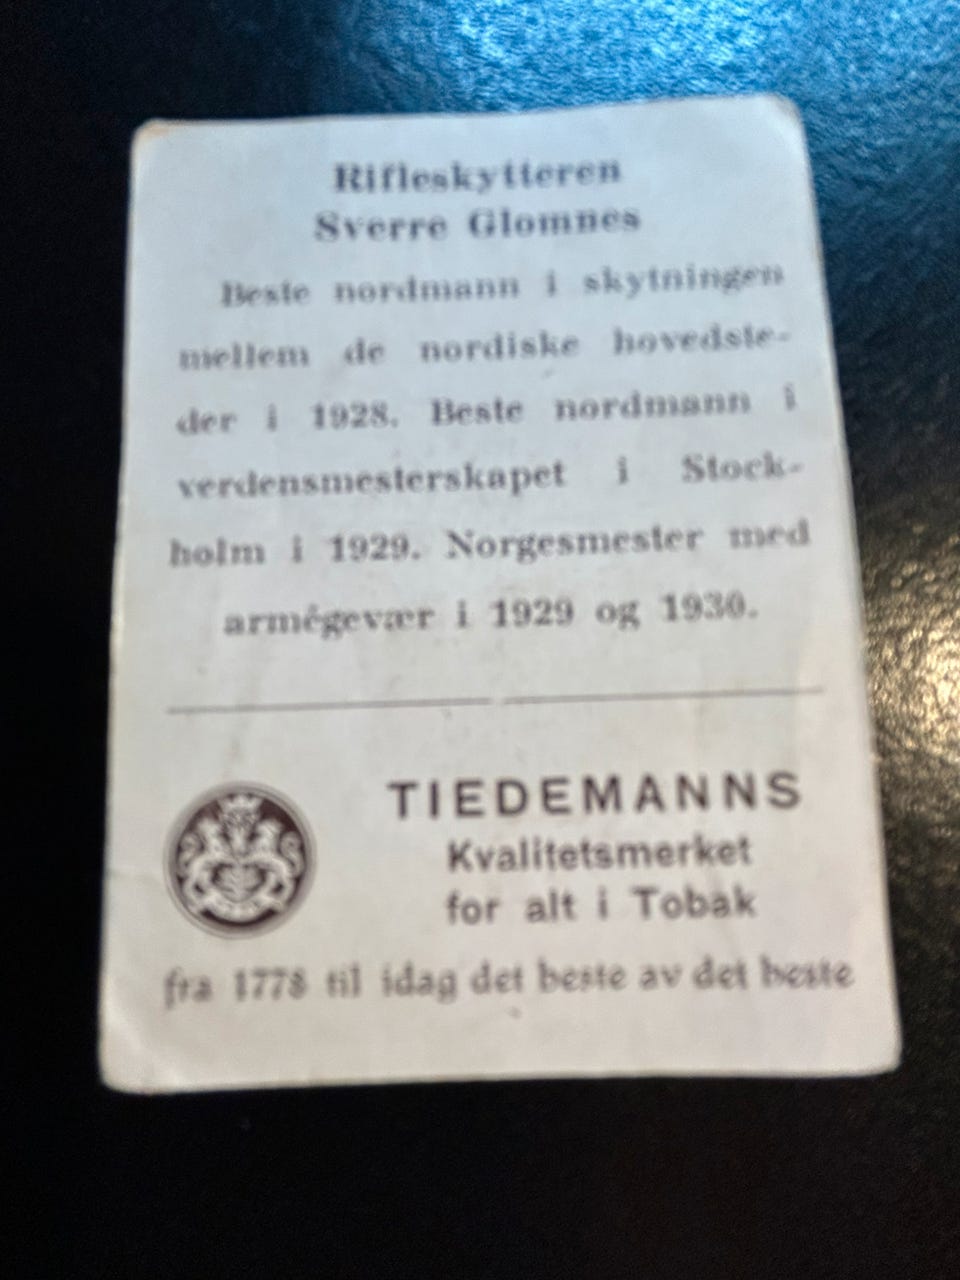 Rifleskytteren
Sverre Glomnes
Beste nordmann i skytningen
mellem de nordiske hovedste-
der i 1928. Beste nordmann i
verdensmesterskapet i Stock-
holm i 1929. Norgesmester med
armégevær i 1929 og 1930.
TIEDEMANNS
Kvalitetsmerket
for alt i Tobak
fra 1778 til idag det beste av det beste